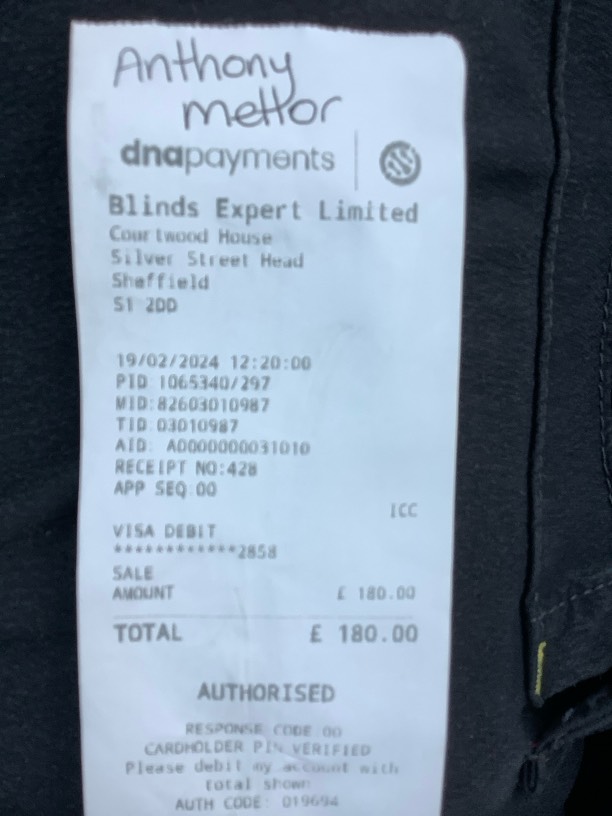 Anthony
mellor
dnapayments
Blinds Expert Limited
Courtwood House
Silver Street Head
Sheffield
S1 2DD
19/02/2024 12:20:00
PID:1065340/297
MID:82603010987
TID:03010987
AID: A0000000031010
RECEIPT NO:428
APP SEQ:00
ICC
VISA DEBIT
************2858
SALE
AMOUNT £ 180.00
TOTAL £ 180.00
AUTHORISED
RESPONSE CODE:00
CARDHOLDER PIN VERIFIED
Please debit my account with
total shown
AUTH CODE: 019694